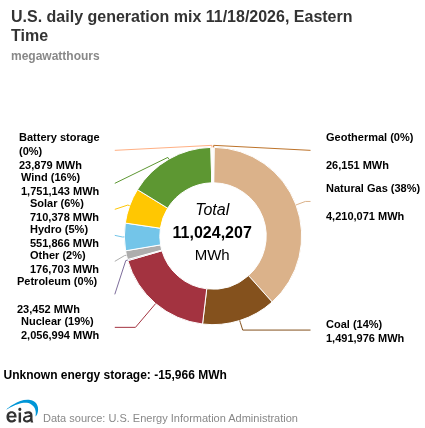 U.S. daily generation mix 11/18/2026, Eastern
Time
megawatthours
Battery storage
(0%)
23,879 MWh
Wind (16%)
1,751,143 MWh
Solar (6%)
710,378 MWh
Hydro (5%)
551,866 MWh
Other (2%)
176,703 MWh
Petroleum (0%)
23,452 MWh
Nuclear (19%)
2,056,994 MWh
Total
11,024,207
MWh
Geothermal (0%)
26,151 MWh
Natural Gas (38%)
4,210,071 MWh
Coal (14%)
1,491,976 MWh
Unknown energy storage: -15,966 MWh
eia
Data source: U.S. Energy Information Administration